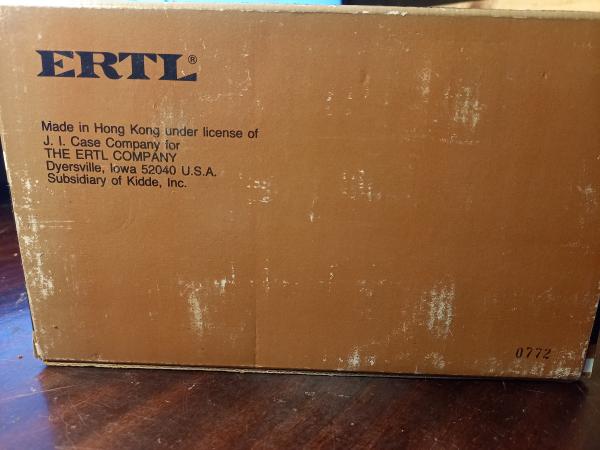 ERTL®
Made in Hong Kong under license of
J. I. Case Company for
THE ERTL COMPANY
Dyersville, Iowa 52040 U.S.A.
Subsidiary of Kidde, Inc.
0772